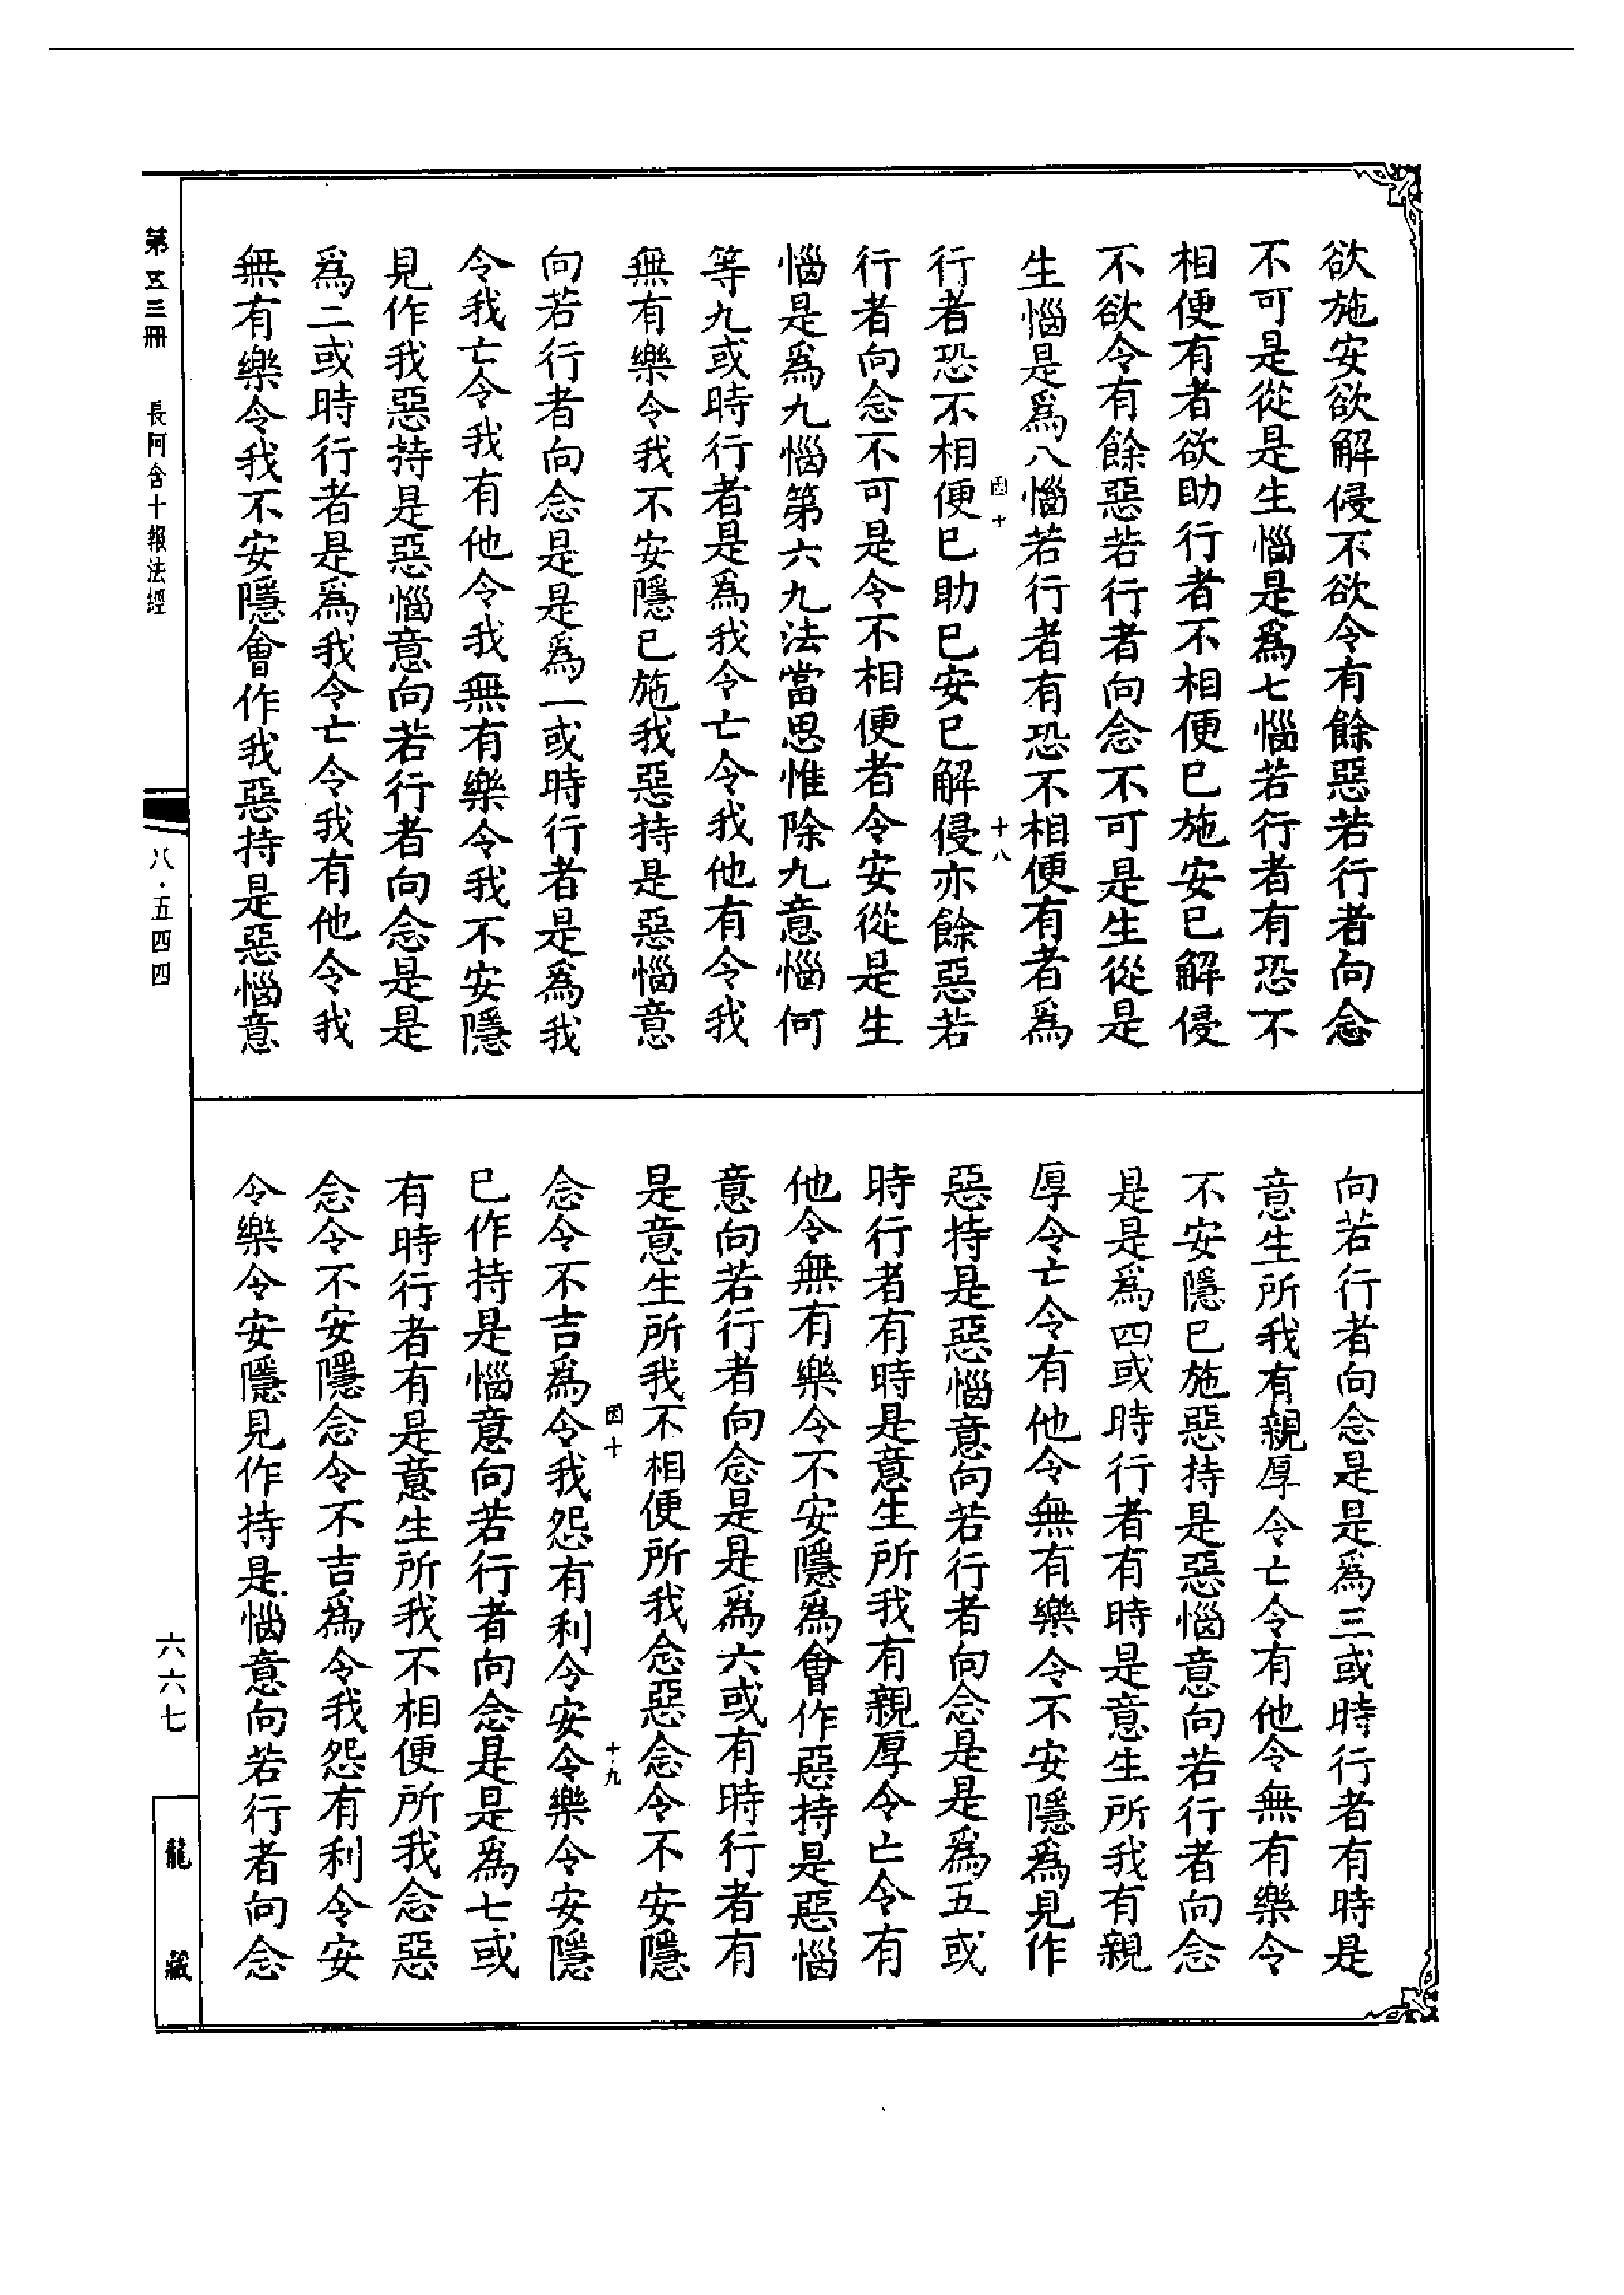 欲施安欲解侵不欲令有餘惡若行者向念
不可是從是生惱是爲七惱若行者有恐不
相便有者欲助行者不相便已施安已解侵
不欲令有餘惡若行者向念不可是生從是
生惱是爲八惱若行者有恐不相便有者爲
圅十 十八
行者恐不相便已助已安已解侵亦餘惡若
行者向念不可是令不相便者令安從是生
惱是爲九惱第六九法當思惟除九意惱何
等九或時行者是爲我令亡令我他有令我
無有樂令我不安隱已施我惡持是惡惱意
向若行者向念是是爲一或時行者是爲我
令我亡令我有他令我無有樂令我不安隱
見作我惡持是惡惱意向若行者向念是是
爲二或時行者是爲我令亡令我有他令我
無有樂令我不安隱會作我惡持是惡惱意
向若行者向念是是爲三或時行者有時是
意生所我有親厚令亡令有他令無有樂令
不安隱已施惡持是惡惱意向若行者向念
是是爲四或時行者有時是意生所我有親
厚令亡令有他令無有樂令不安隱爲見作
惡持是惡惱意向若行者向念是是爲五或
時行者有時是意生所我有親厚令亡令有
他令無有樂令不安隱爲會作惡持是惡惱
意向若行者向念是是爲六或有時行者有
是意生所我不相便所我念惡念令不安隱
圅十 十九
念令不吉爲令我怨有利令安令樂令安隱
已作持是惱意向若行者向念是是爲七或
有時行者有是意生所我不相便所我念惡
念令不安隱念令不吉爲令我怨有利令安
令樂令安隱見作持是惱意向若行者向念
第五三冊 長阿含十報法經
八·五四四
六六七
龍藏